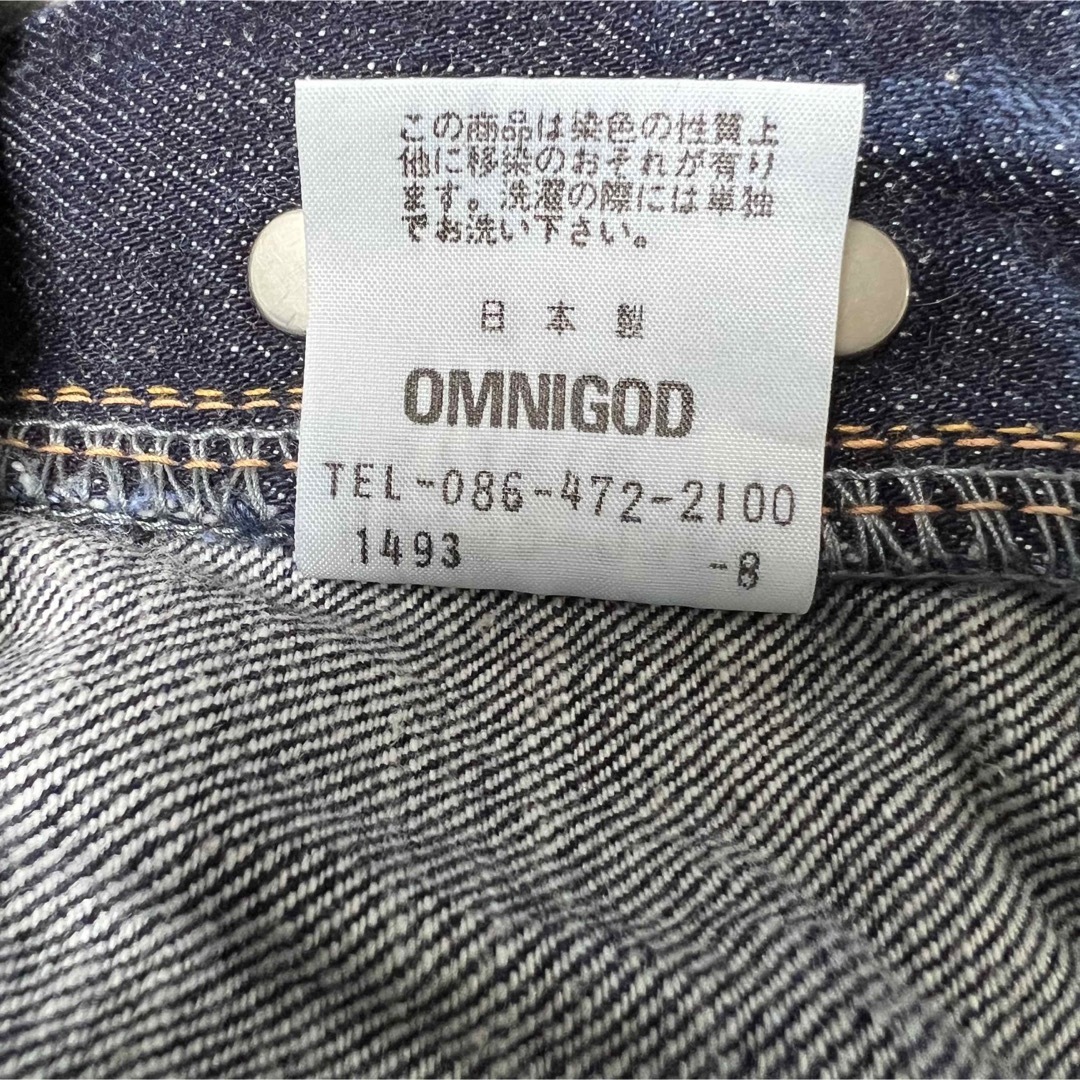 この商品は染色の性質上
他に移染のおそれが有り
ます。洗濯の際には単独
でお洗い下さい。
日本製
OMNIGOD
TEL-086-472-2100
1493 -8